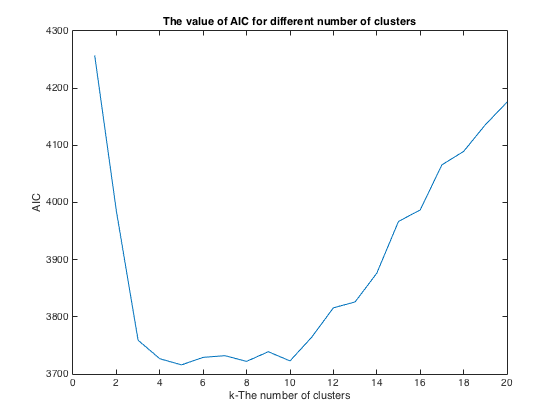 The value of AIC for different number of clusters
4300
4200
4100
4000
3900
3800
3700
AIC
0 2 4 6 8 10 12 14 16 18 20
k-The number of clusters